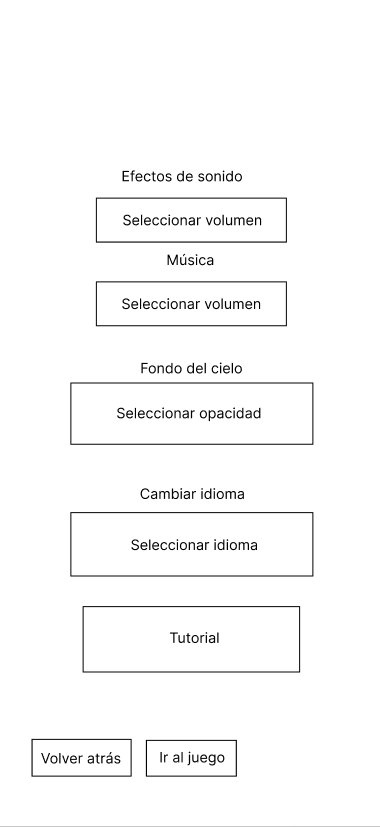 Efectos de sonido
Seleccionar volumen
Música
Seleccionar volumen
Fondo del cielo
Seleccionar opacidad
Cambiar idioma
Seleccionar idioma
Tutorial
Volver atrás
Ir al juego